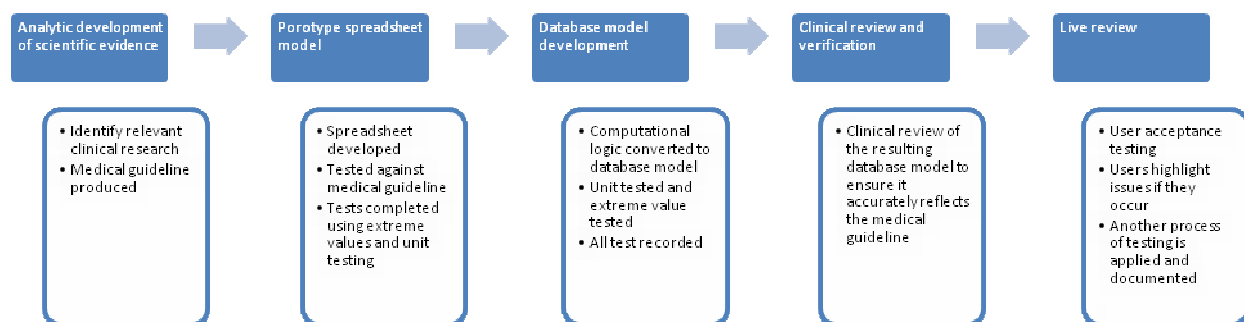 Analytic development
of scientific evidence
Porotype spreadsheet
model
Database model
development
Clinical review and
verification
Live review
• Identify relevant
clinical research
• Medical guideline
produced
• Spreadsheet
developed
• Tested against
medical guideline
• Tests completed
using extreme
values and unit
testing
• Computational
logic converted to
database model
• Unit tested and
extreme value
tested
• All test recorded
• Clinical review of
the resulting
database model to
ensure it
accurately reflects
the medical
guideline
• User acceptance
testing
• Users highlight
issues if they
occur
• Another process
of testing is
applied and
documented